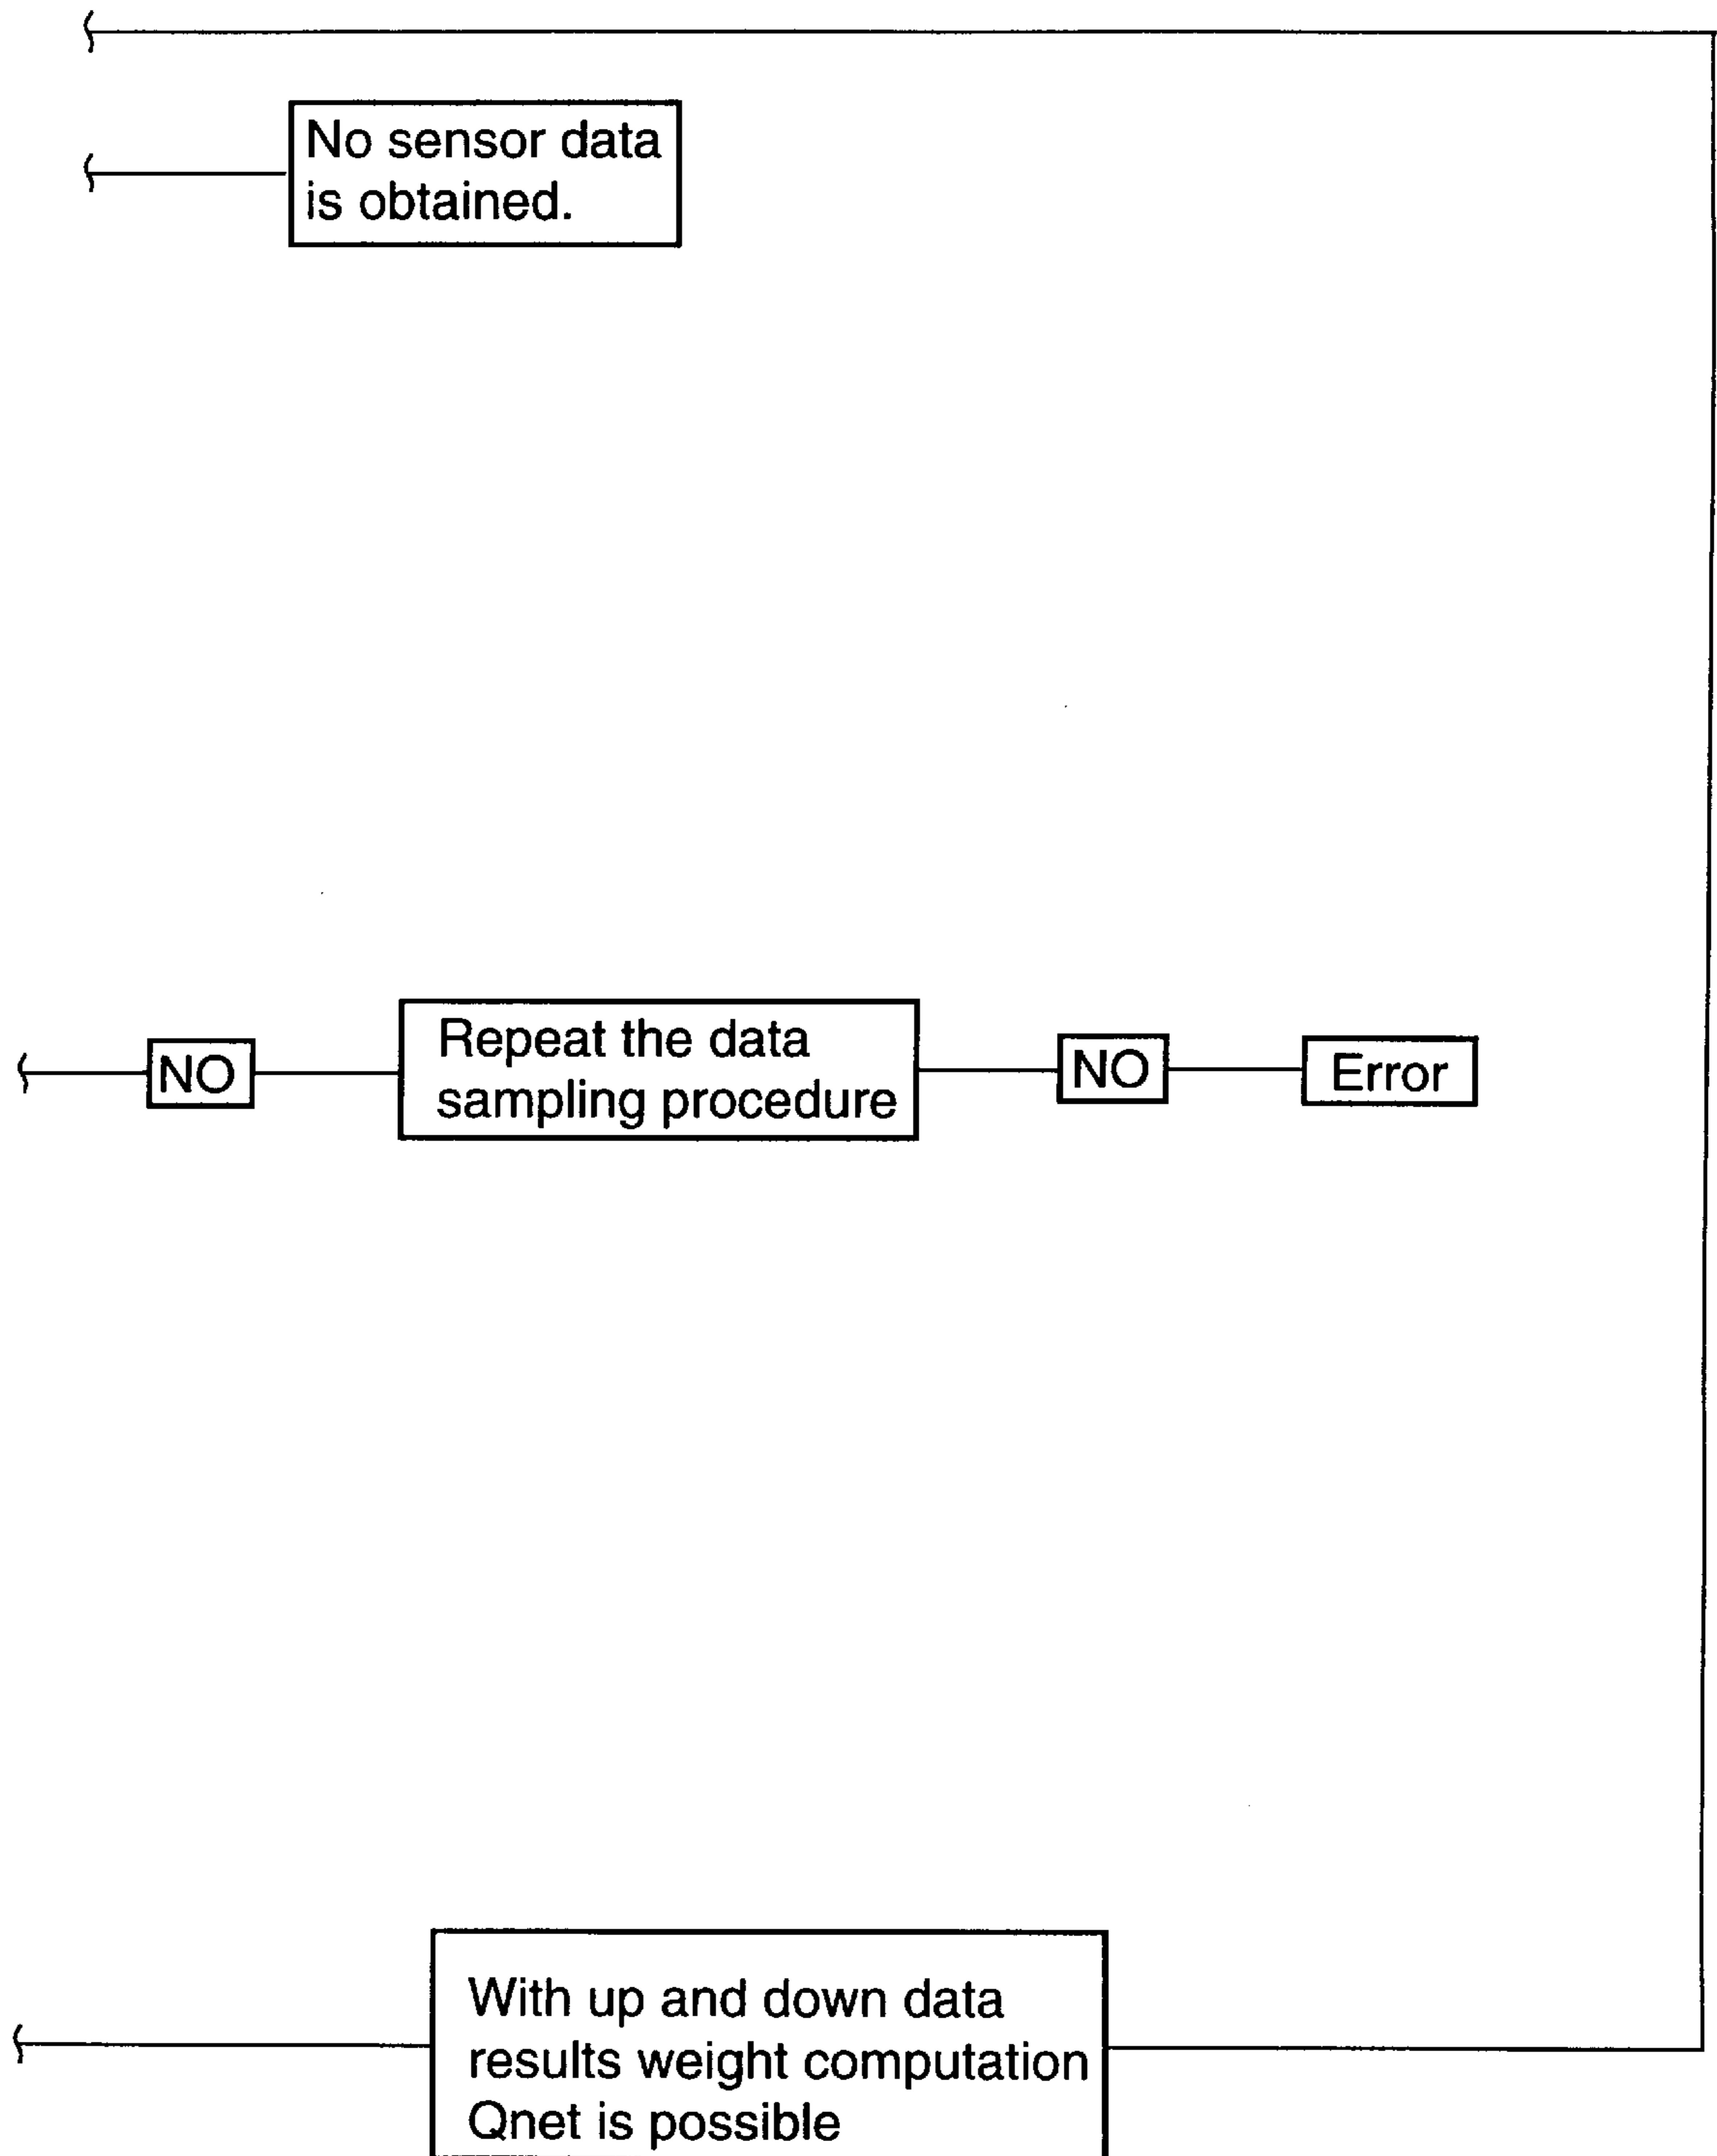 No sensor data
is obtained.
NO
Repeat the data
sampling procedure
NO
Error
With up and down data
results weight computation
Qnet is possible